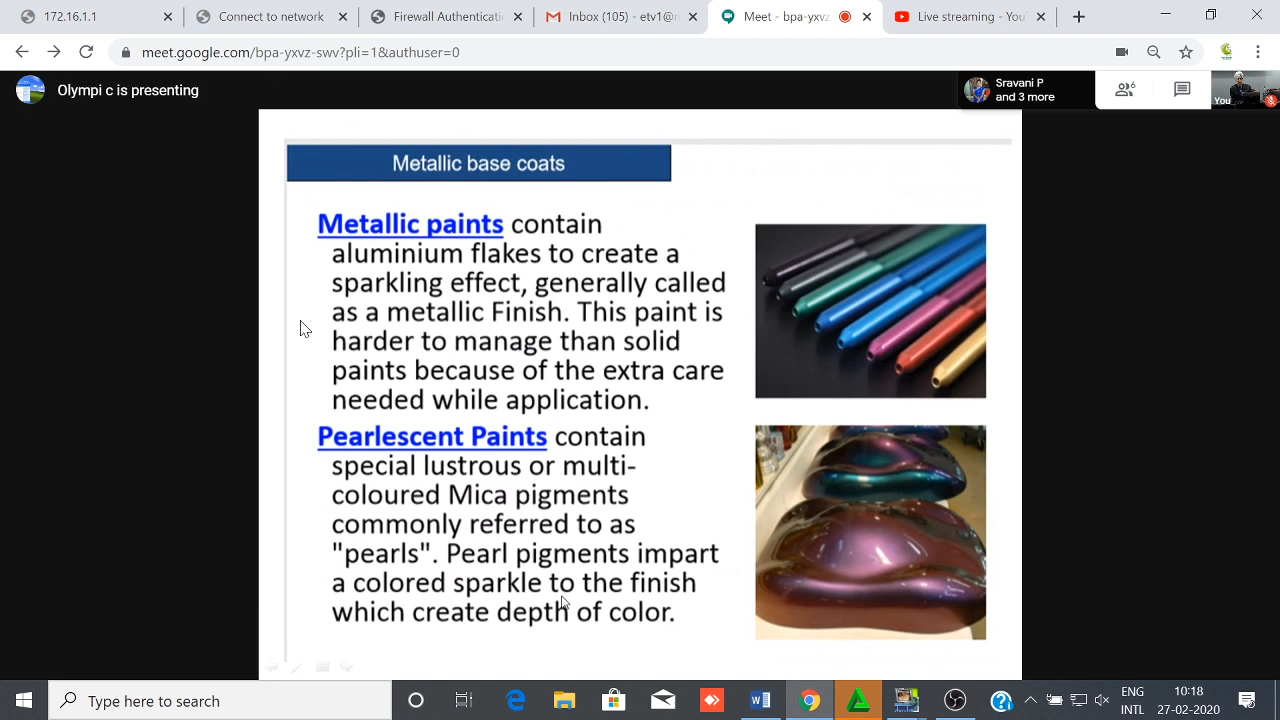 172.16.1.1
Connect to network
Firewall Authenticati
Inbox (105) - etv1@n
Meet - bpa-yxvz
Live streaming - You
meet.google.com/bpa-yxvz-swv?pli=1&authuser=0
Olympi c is presenting
Sravani P
and 3 more
6
You
Metallic base coats
Metallic paints contain
aluminium flakes to create a
sparkling effect, generally called
as a metallic Finish. This paint is
harder to manage than solid
paints because of the extra care
needed while application.
Pearlescent Paints contain
special lustrous or multi-
coloured Mica pigments
commonly referred to as
"pearls". Pearl pigments impart
a colored sparkle to the finish
which create depth of color.
Type here to search
ENG
INTL
10:18
27-02-2020